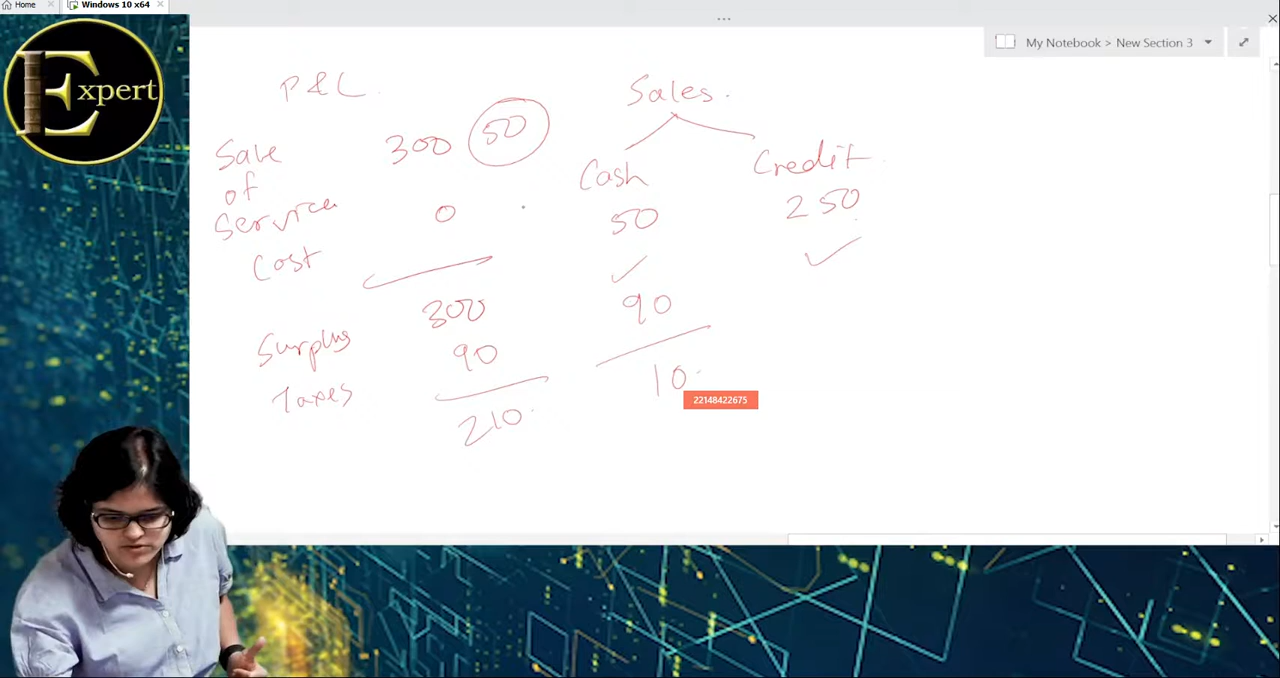 Home
Windows 10 x64
Expert
My Notebook > New Section 3
P & L.
Sales.
Sale
of
Service
300 50
Cash
Credit
0
50
250
Cost
300
90
Surplus
90
10
Taxes
22148422675
210